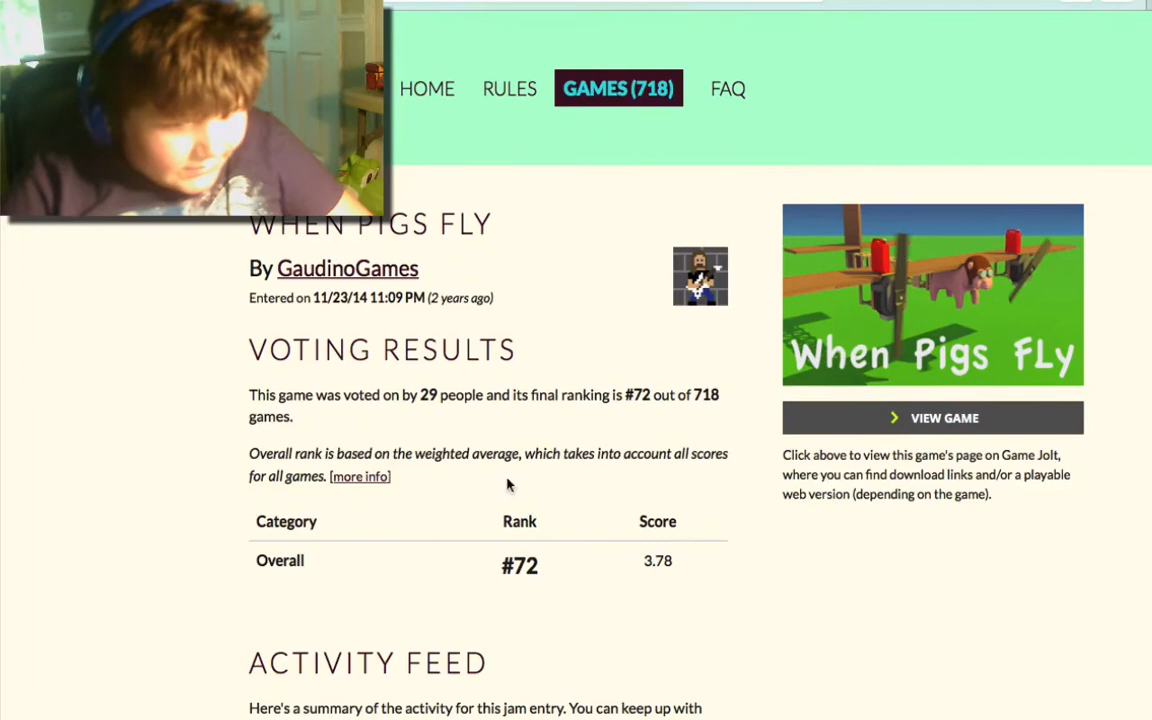 HOME RULES GAMES (718) FAQ
WHEN PIGS FLY
By GaudinoGames
Entered on 11/23/14 11:09 PM (2 years ago)
VOTING RESULTS
This game was voted on by 29 people and its final ranking is #72 out of 718
games.
Overall rank is based on the weighted average, which takes into account all scores
for all games. [more info]
Category Rank Score
Overall #72 3.78
ACTIVITY FEED
Here's a summary of the activity for this jam entry. You can keep up with
When Pigs FLy
VIEW GAME
Click above to view this game's page on Game Jolt,
where you can find download links and/or a playable
web version (depending on the game).